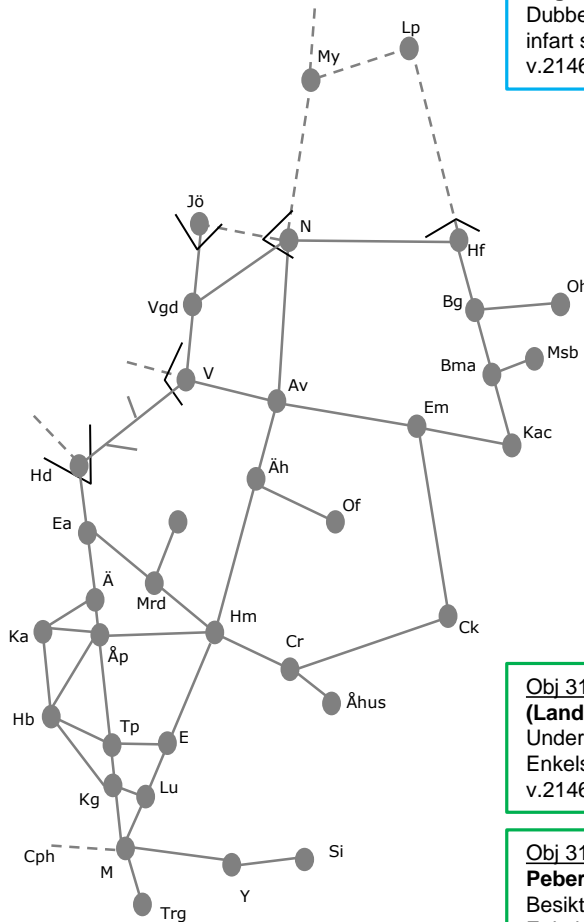 Dubbe
infart s
v.2146
My
Lp
Jö
N
Hf
Vgd
Bg
Oh
Msb
Bma
V
Av
Em
Kac
Hd
Äh
Of
Ea
Ä
Mrd
Hm
Ck
Ka
Åp
Cr
Åhus
Hb
Tp
E
Kg
Lu
Cph
M
Si
Y
Trg
Obj 31
(Land
Under
Enkels
v.2146
Obj 31
Peber
Besikt